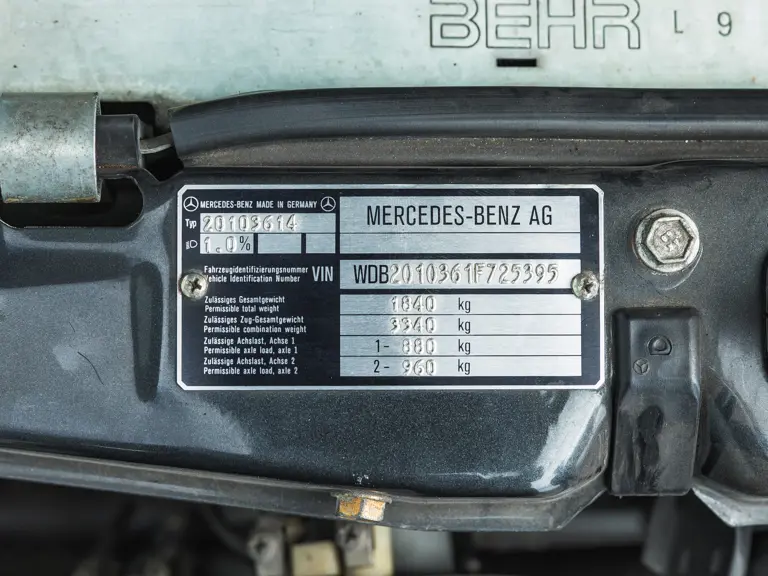 BEHR L 9
MERCEDES-BENZ MADE IN GERMANY
Typ 20103614
1.0%
MERCEDES-BENZ AG
Fahrzeugidentifizierungsnummer
Vehicle Identification Number
VIN WDB2010361F725395
Zulässiges Gesamtgewicht
Permissible total weight
1840 kg
Zulässiges Zug-Gesamtgewicht
Permissible combination weight
3340 kg
Zulässige Achslast, Achse 1
Permissible axle load, axle 1
1- 880 kg
Zulässige Achslast, Achse 2
Permissible axle load, axle 2
2- 960 kg